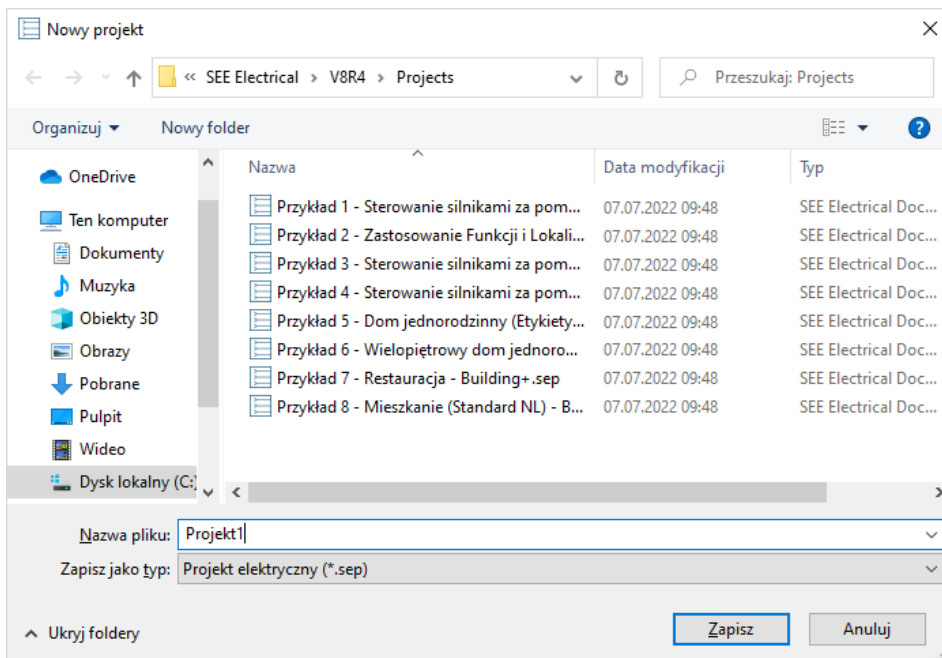 Nowy projekt
« SEE Electrical › V8R4 › Projects
Przeszukaj: Projects
Organizuj
Nowy folder
OneDrive
Ten komputer
Dokumenty
Muzyka
Obiekty 3D
Obrazy
Pobrane
Pulpit
Wideo
Dysk lokalny (C:)
Nazwa Data modyfikacji Typ
Przykład 1 - Sterowanie silnikami za pom... 07.07.2022 09:48 SEE Electrical Doc...
Przykład 2 - Zastosowanie Funkcji i Lokali... 07.07.2022 09:48 SEE Electrical Doc...
Przykład 3 - Sterowanie silnikami za pom... 07.07.2022 09:48 SEE Electrical Doc...
Przykład 4 - Sterowanie silnikami za pom... 07.07.2022 09:48 SEE Electrical Doc...
Przykład 5 - Dom jednorodzinny (Etykiety... 07.07.2022 09:48 SEE Electrical Doc...
Przykład 6 - Wielopiętrowy dom jednoro... 07.07.2022 09:48 SEE Electrical Doc...
Przykład 7 - Restauracja - Building+.sep 07.07.2022 09:48 SEE Electrical Doc...
Przykład 8 - Mieszkanie (Standard NL) - B... 07.07.2022 09:48 SEE Electrical Doc...
Nazwa pliku: Projekt1
Zapisz jako typ: Projekt elektryczny (*.sep)
Ukryj foldery
Zapisz
Anuluj